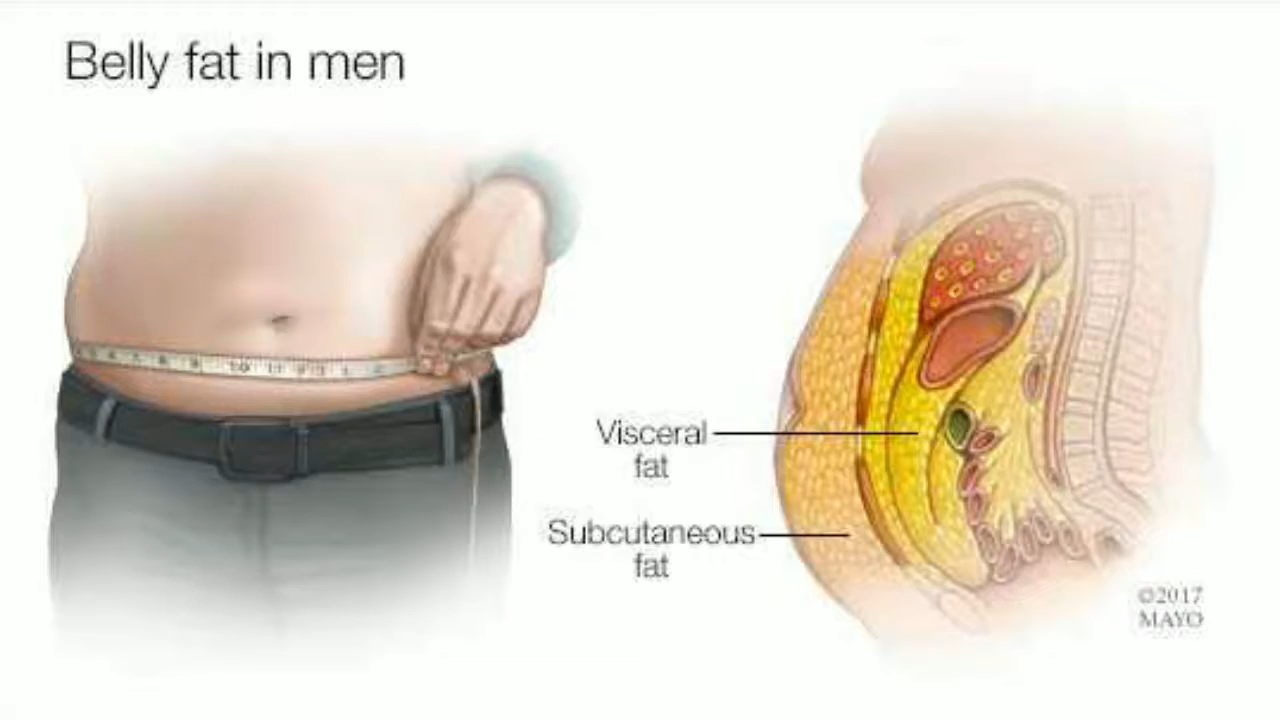 Belly fat in men
Visceral
fat
Subcutaneous
fat
©2017
MAYO